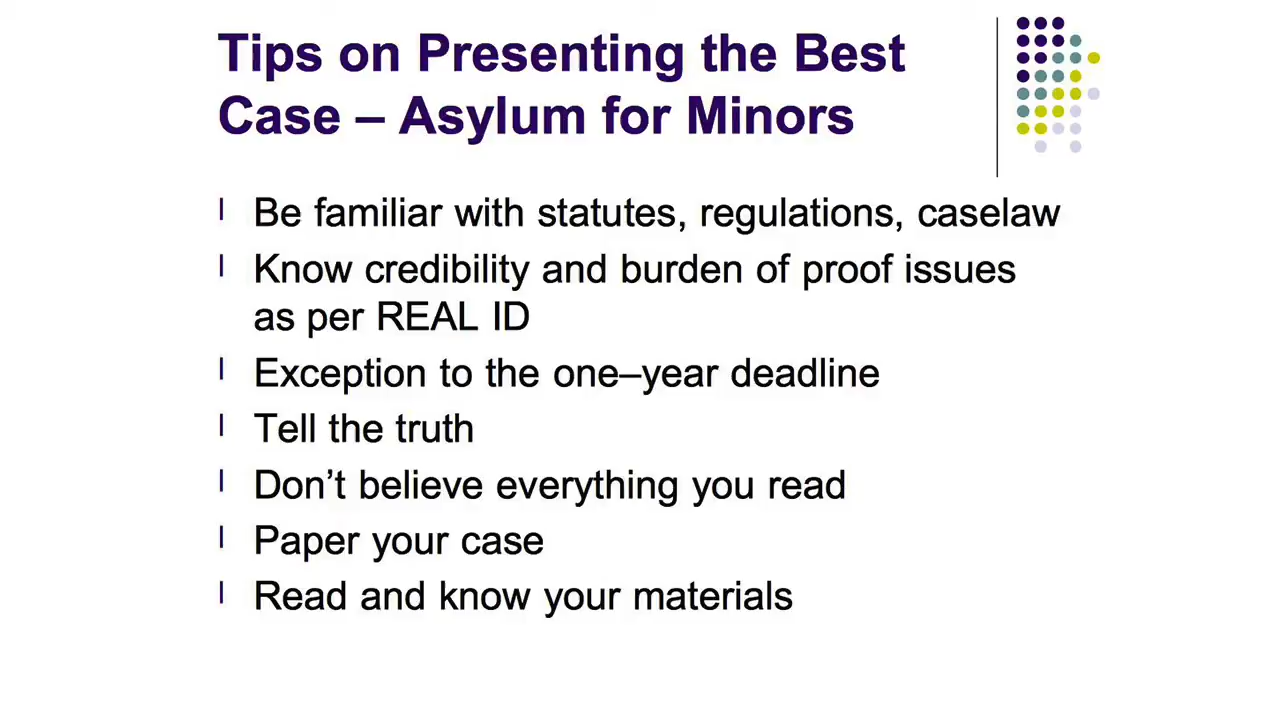 Tips on Presenting the Best
Case – Asylum for Minors
Be familiar with statutes, regulations, caselaw
Know credibility and burden of proof issues
as per REAL ID
Exception to the one–year deadline
Tell the truth
Don’t believe everything you read
Paper your case
Read and know your materials